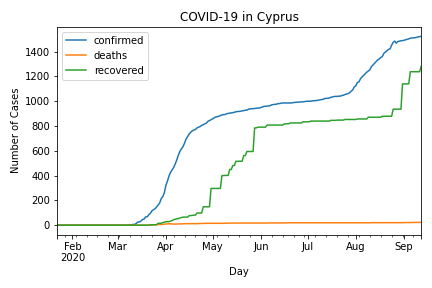 COVID-19 in Cyprus
confirmed
deaths
recovered
Number of Cases
1400
1200
1000
800
600
400
200
0
Feb
2020
Mar
Apr
May
Jun
Jul
Aug
Sep
Day